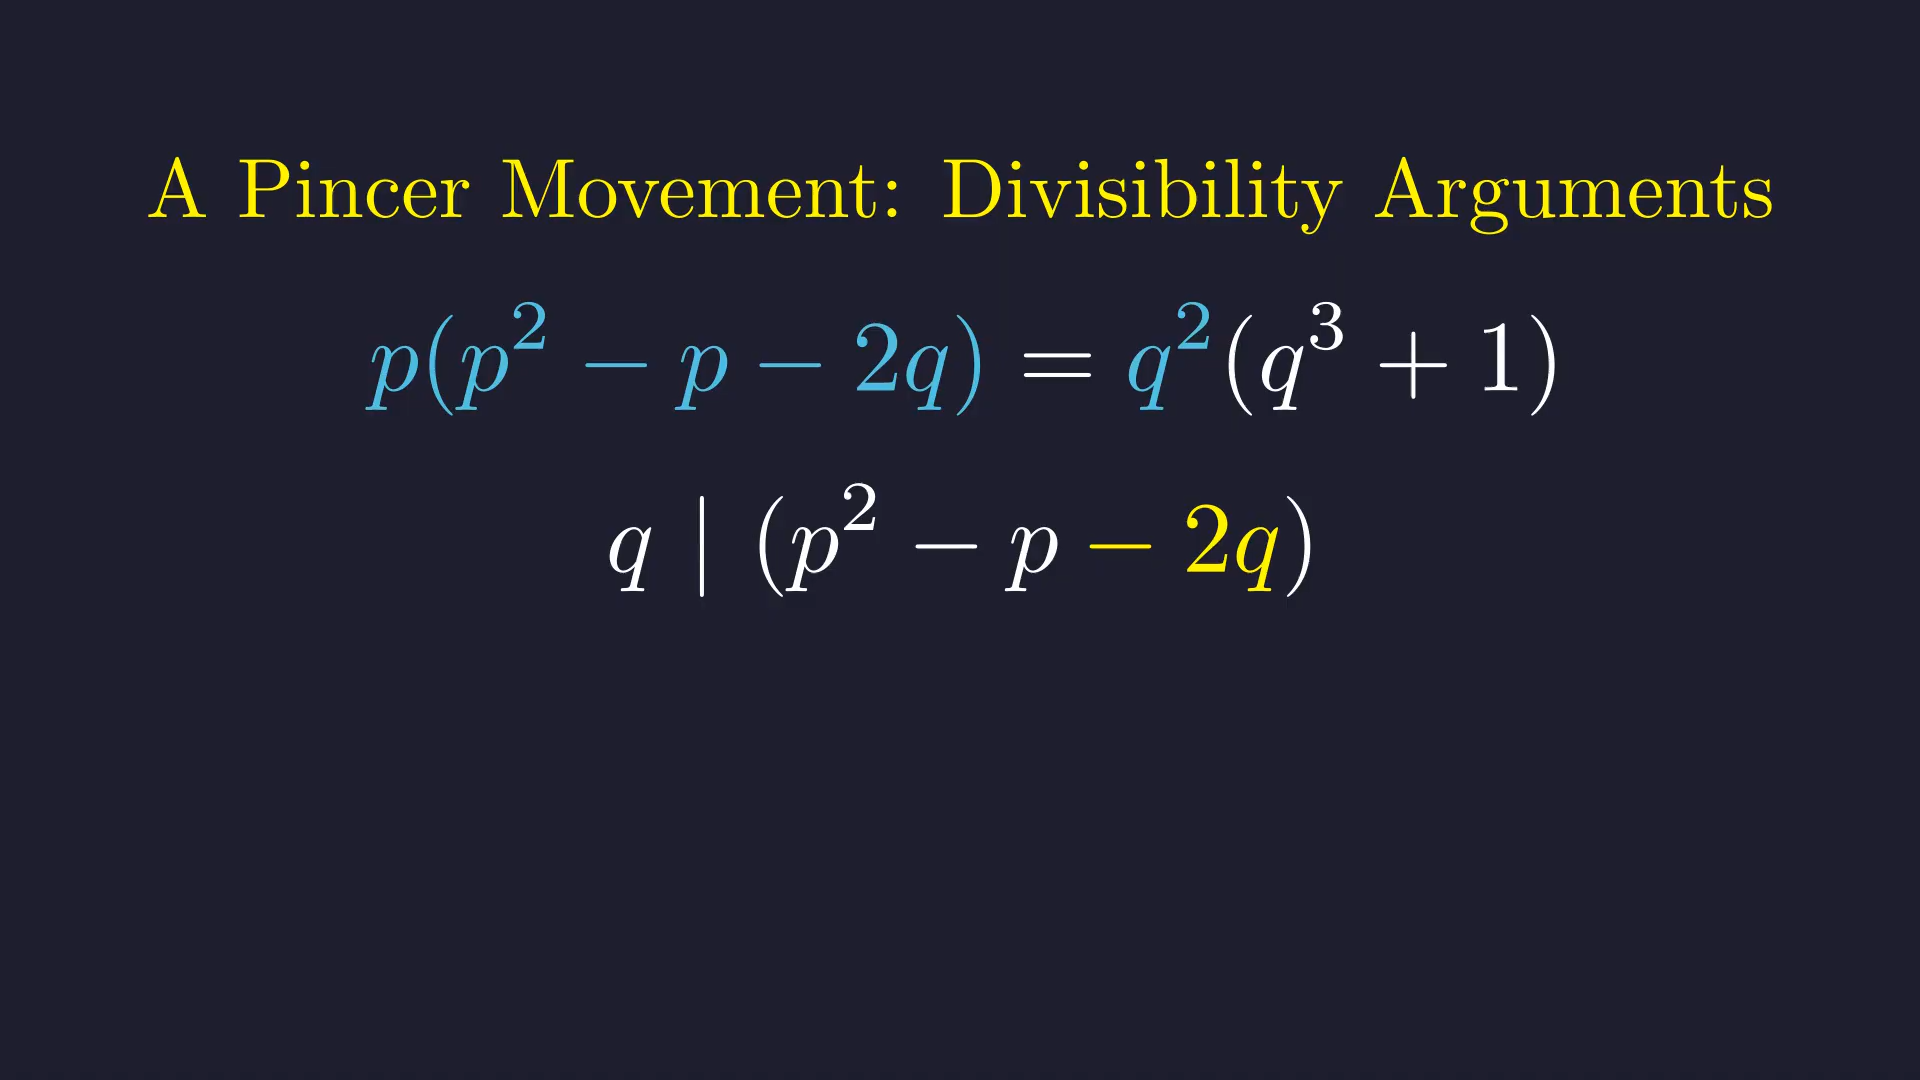 A Pincer Movement: Divisibility Arguments
p(p² − p − 2q) = q²(q³ + 1)
q | (p² − p − 2q)